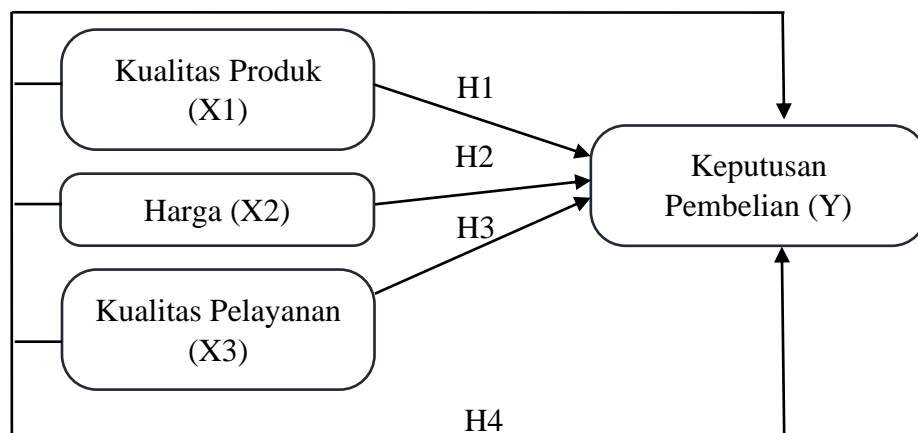 Kualitas Produk
(X1)
H1
H2
Keputusan
Pembelian (Y)
Harga (X2)
H3
Kualitas Pelayanan
(X3)
H4